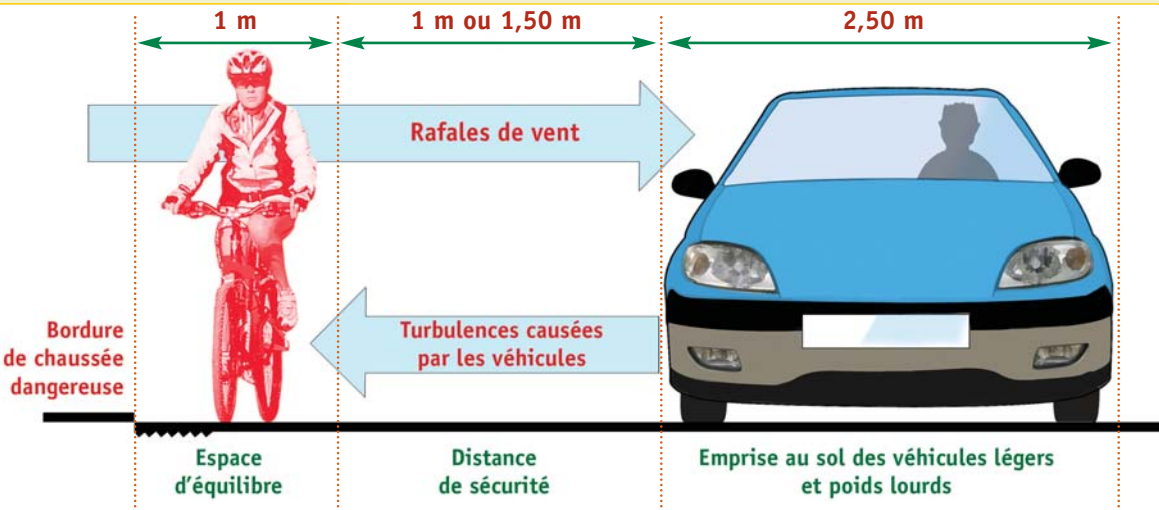 1 m
1 m ou 1,50 m
2,50 m
Rafales de vent
Turbulences causées
par les véhicules
Bordure
de chaussée
dangereuse
Espace
d'équilibre
Distance
de sécurité
Emprise au sol des véhicules légers
et poids lourds